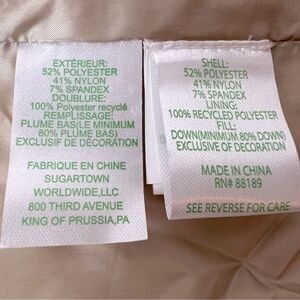 EXTÉRIEUR:
52% POLYESTER
41% NYLON
7% SPANDEX
DOUBLURE:
100% Polyester recyclé
REMPLISSAGE:
PLUME BAS(LE MINIMUM
80% PLUME BAS)
EXCLUSIF DE DECORATION
FABRIQUE EN CHINE
SUGARTOWN
WORLDWIDE,LLC
800 THIRD AVENUE
KING OF PRUSSIA,PA
SHELL:
52% POLYESTER
41% NYLON
7% SPANDEX
LINING:
100% RECYCLED POLYESTER
FILL:
DOWN(MINIMUM 80% DOWN)
EXCLUSIVE OF DECORATION
MADE IN CHINA
RN# 88189
SEE REVERSE FOR CARE